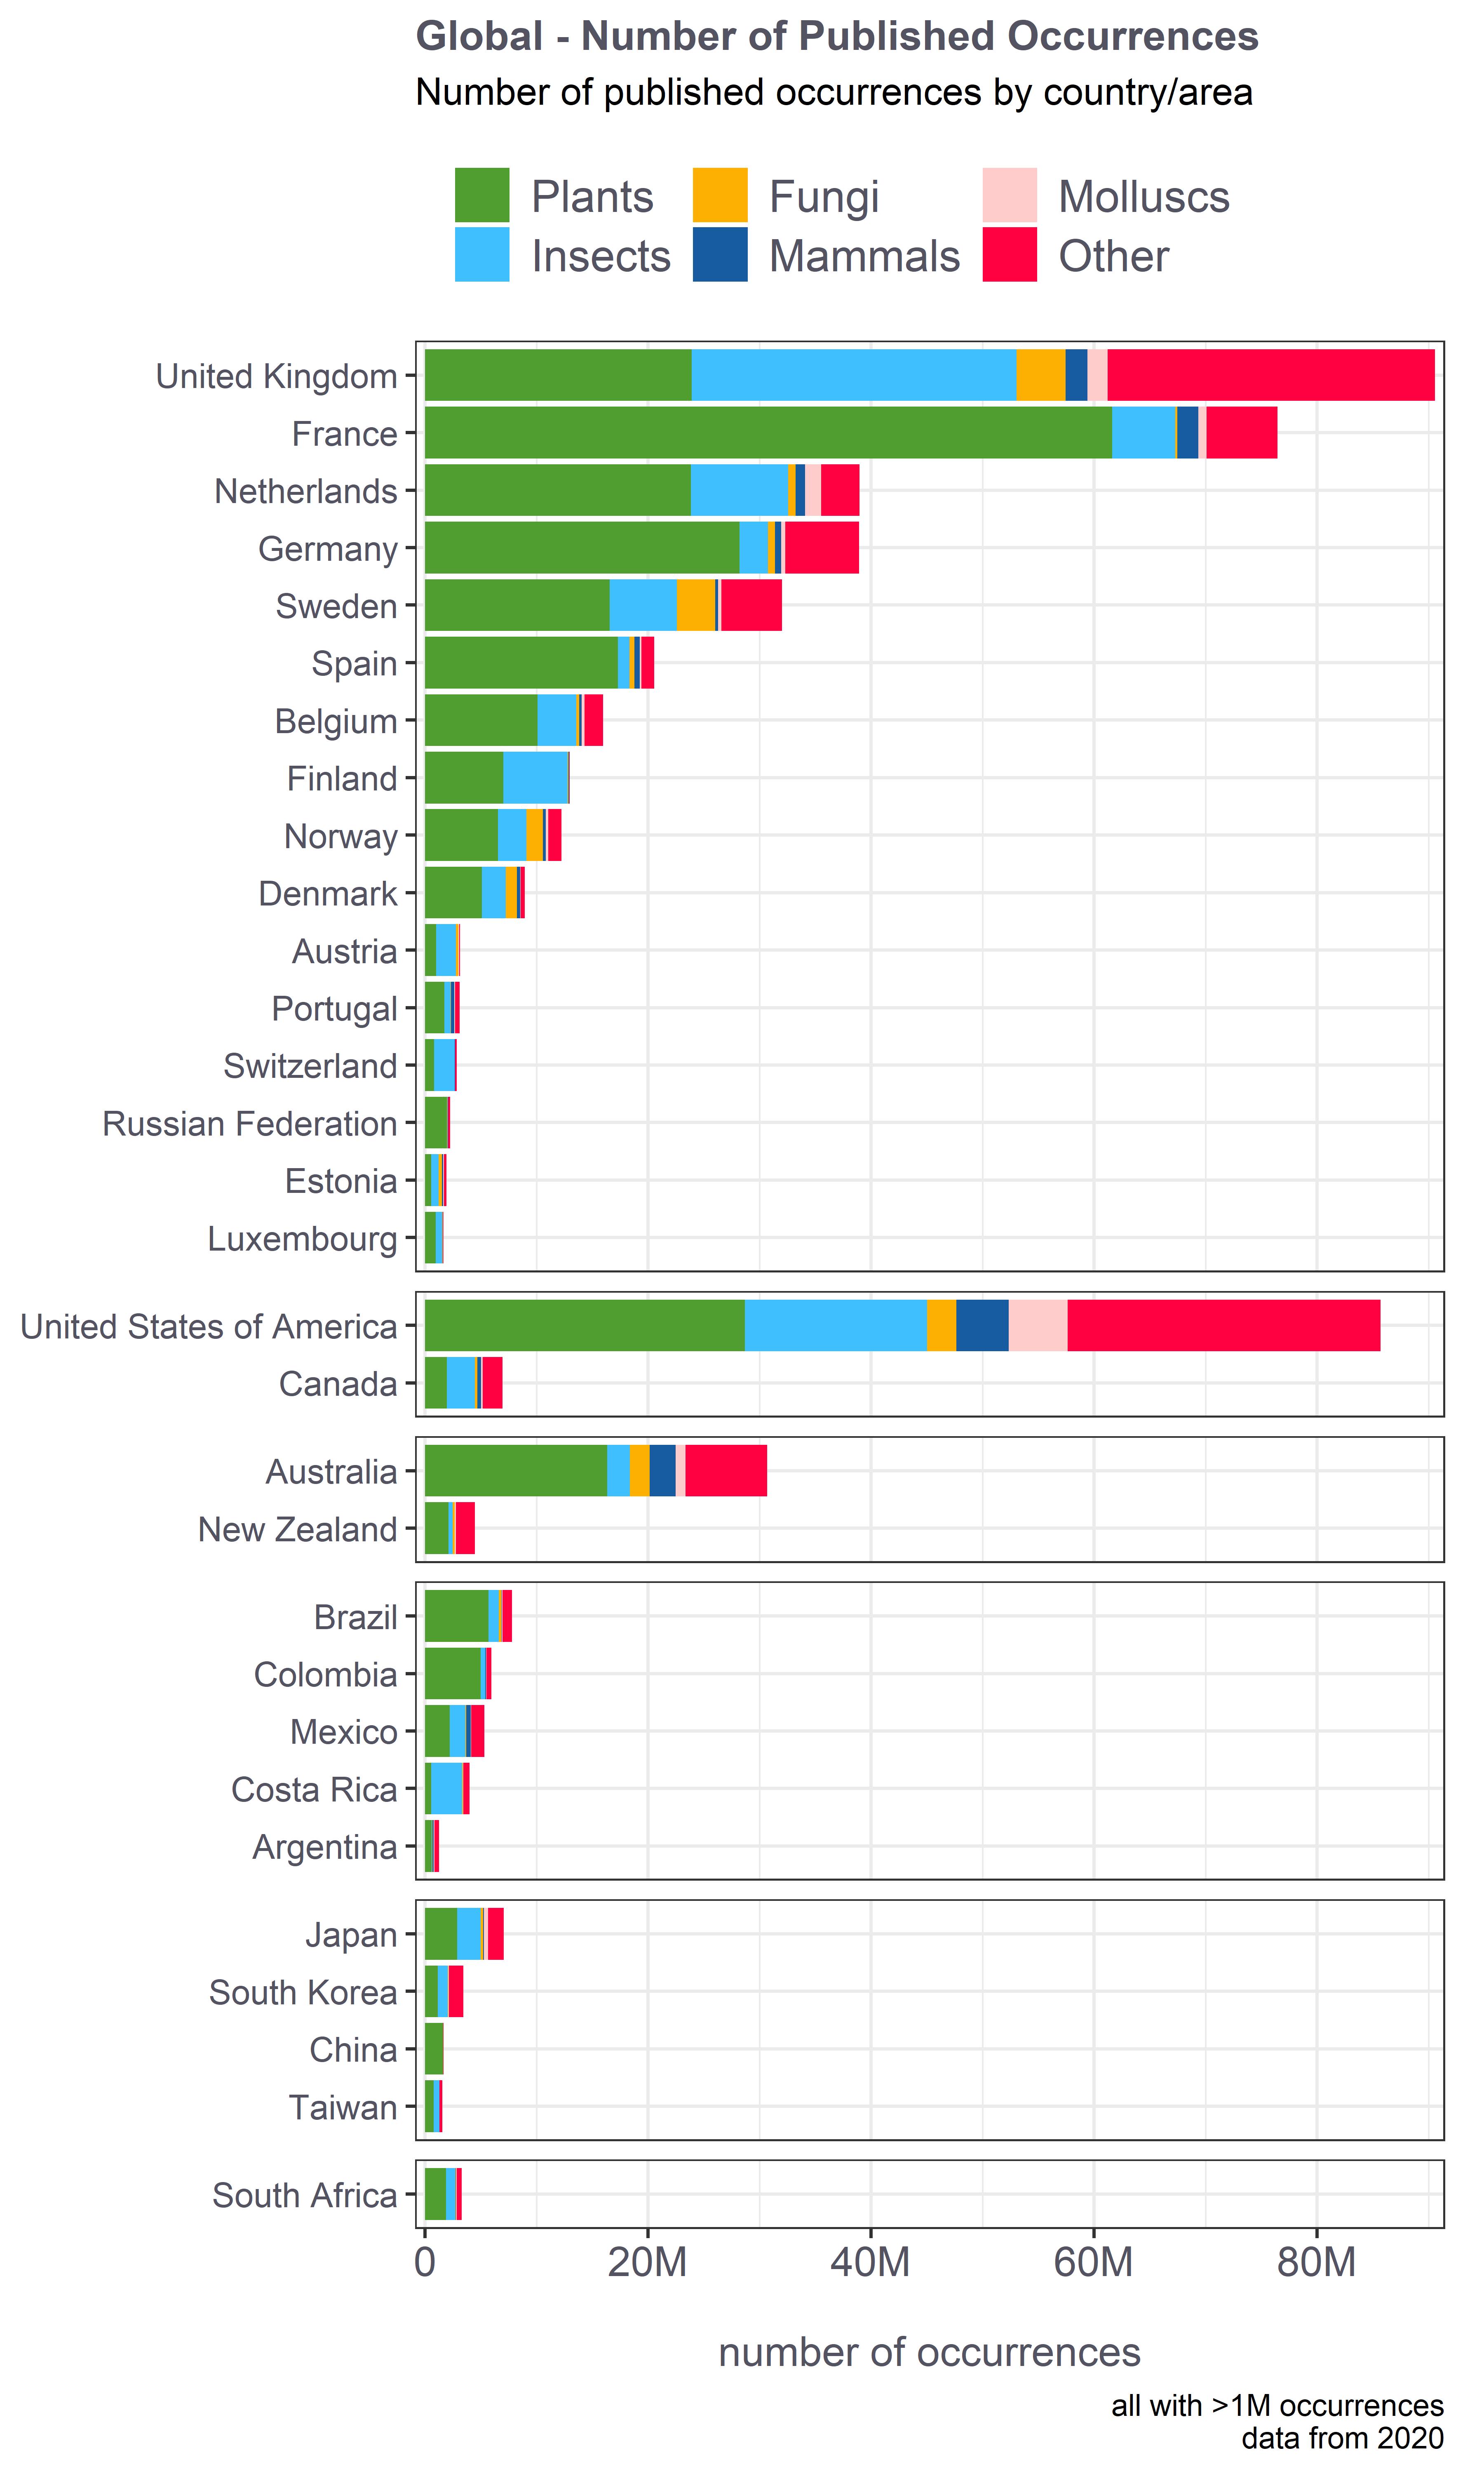 Global - Number of Published Occurrences
Number of published occurrences by country/area
Plants Fungi Molluscs
Insects Mammals Other
United Kingdom
France
Netherlands
Germany
Sweden
Spain
Belgium
Finland
Norway
Denmark
Austria
Portugal
Switzerland
Russian Federation
Estonia
Luxembourg
United States of America
Canada
Australia
New Zealand
Brazil
Colombia
Mexico
Costa Rica
Argentina
Japan
South Korea
China
Taiwan
South Africa
0 20M 40M 60M 80M
number of occurrences
all with >1M occurrences
data from 2020